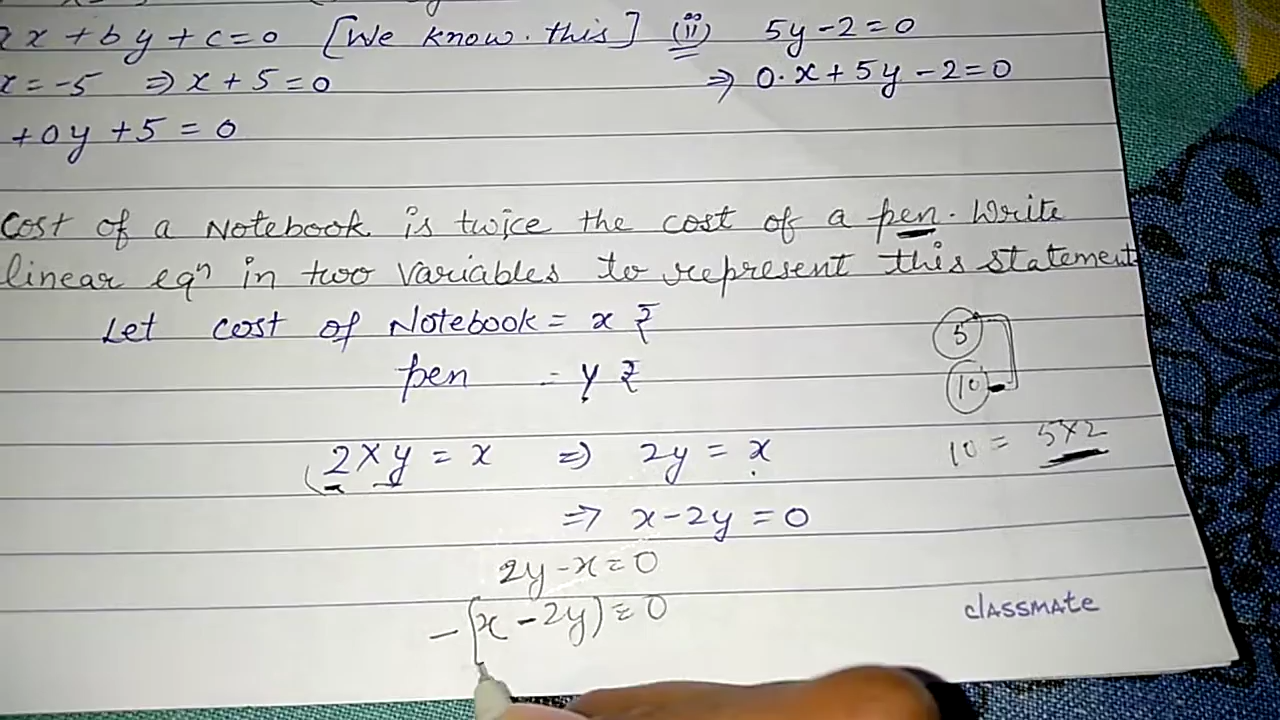 x + by + c = 0 [We know this] (ii) 5y - 2 = 0
x = -5 ⇒ x + 5 = 0 ⇒ 0·x + 5y - 2 = 0
+ 0y + 5 = 0
Cost of a Notebook is twice the cost of a pen. Write
linear eqⁿ in two variables to represent this statement
Let cost of Notebook = x ₹
5
pen = y ₹
10
2 × y = x ⇒ 2y = x
10 = 5×2
⇒ x - 2y = 0
2y - x = 0
- (x - 2y) = 0
classmate